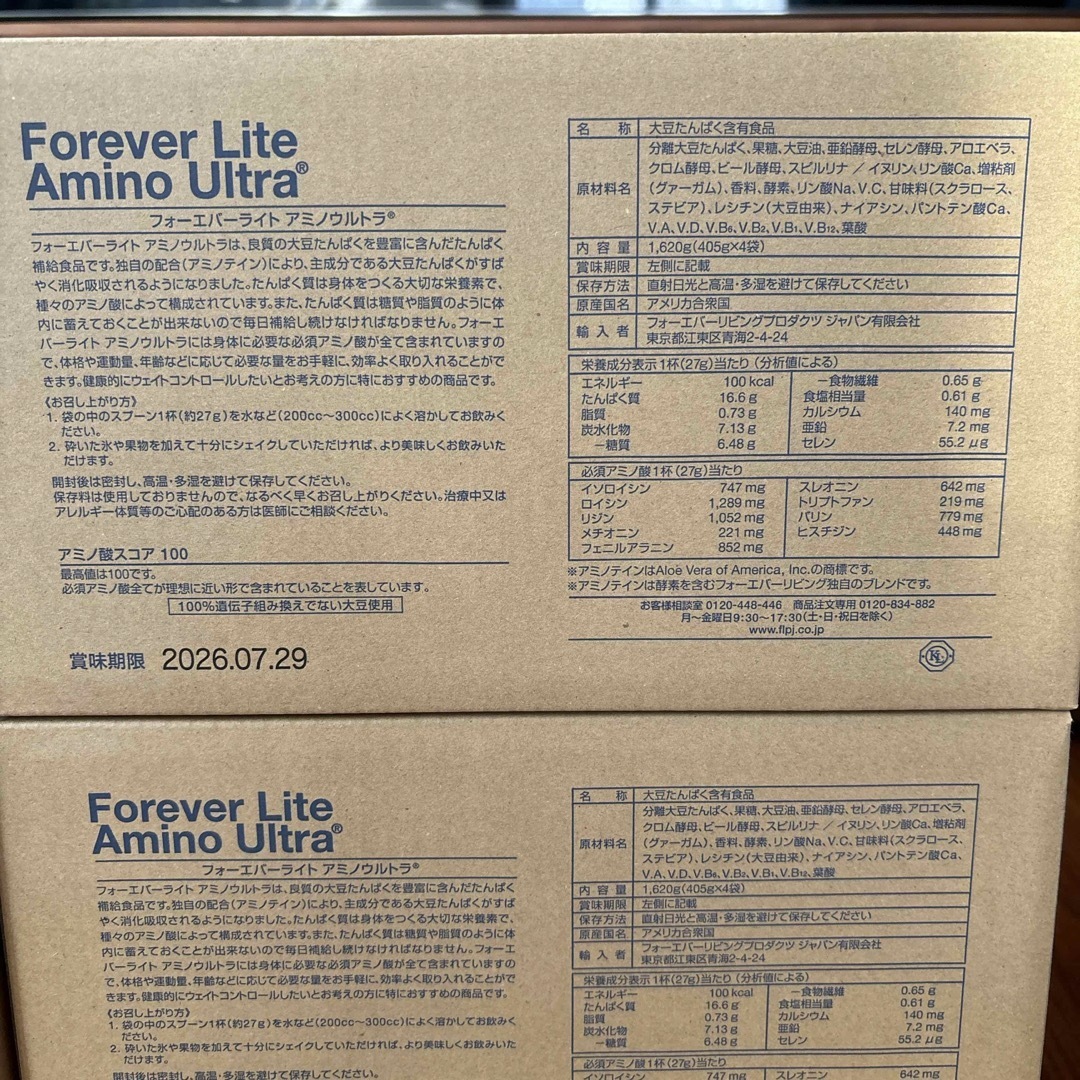 Forever Lite
Amino Ultra®
フォーエバーライト アミノウルトラ®
フォーエバーライト アミノウルトラは、良質の大豆たんぱくを豊富に含んだたんぱく
補給食品です。独自の配合(アミノテイン)により、主成分である大豆たんぱくがすば
やく消化吸収されるようになりました。たんぱく質は身体をつくる大切な栄養素で、
種々のアミノ酸によって構成されています。また、たんぱく質は糖質や脂質のように体
内に蓄えておくことが出来ないので毎日補給し続けなければなりません。フォーエ
バーライト アミノウルトラには身体に必要な必須アミノ酸が全て含まれていますの
で、体格や運動量、年齢などに応じて必要な量をお手軽に、効率よく取り入れることがで
きます。健康的にウェイトコントロールしたいとお考えの方に特におすすめの商品です。
《お召し上がり方》
1. 袋の中のスプーン1杯(約27g)を水など(200cc〜300cc)によく溶かしてお飲みく
ださい。
2. 砕いた氷や果物を加えて十分にシェイクしていただければ、より美味しくお飲みいた
だけます。
開封後は密封し、高温・多湿を避けて保存してください。
保存料は使用しておりませんので、なるべく早くお召し上がりください。治療中又は
アレルギー体質等のご心配のある方は医師にご相談ください。
アミノ酸スコア 100
最高値は100です。
必須アミノ酸全てが理想に近い形で含まれていることを表しています。
100%遺伝子組み換えでない大豆使用
賞味期限 2026.07.29
名 称 大豆たんぱく含有食品
原材料名 分離大豆たんぱく、果糖、大豆油、亜鉛酵母、セレン酵母、アロエベラ、
クロム酵母、ビール酵母、スピルリナ／イヌリン、リン酸Ca、増粘剤
(グァーガム)、香料、酵素、リン酸Na、V.C、甘味料(スクラロース、
ステビア)、レシチン(大豆由来)、ナイアシン、パントテン酸Ca、
V.A、V.D、V.B6、V.B2、V.B1、V.B12、葉酸
内 容 量 1,620g(405g×4袋)
賞味期限 左側に記載
保存方法 直射日光と高温・多湿を避けて保存してください
原産国名 アメリカ合衆国
輸 入 者 フォーエバーリビングプロダクツ ジャパン有限会社
東京都江東区青海2-4-24
栄養成分表示 1杯(27g)当たり (分析値による)
エネルギー 100 kcal −食物繊維 0.65 g
たんぱく質 16.6 g 食塩相当量 0.61 g
脂質 0.73 g カルシウム 140 mg
炭水化物 7.13 g 亜鉛 7.2 mg
−糖質 6.48 g セレン 55.2 μg
必須アミノ酸 1杯(27g)当たり
イソロイシン 747 mg スレオニン 642 mg
ロイシン 1,289 mg トリプトファン 219 mg
リジン 1,052 mg バリン 779 mg
メチオニン 221 mg ヒスチジン 448 mg
フェニルアラニン 852 mg
※アミノテインはAloe Vera of America, Inc.の商標です。
※アミノテインは酵素を含むフォーエバーリビング独自のブレンドです。
お客様相談室 0120-448-446 商品注文専用 0120-834-882
月〜金曜日9:30〜17:30(土・日・祝日を除く)
www.flpj.co.jp
KL
Forever Lite
Amino Ultra®
フォーエバーライト アミノウルトラ®
フォーエバーライト アミノウルトラは、良質の大豆たんぱくを豊富に含んだたんぱく
補給食品です。独自の配合(アミノテイン)により、主成分である大豆たんぱくがすば
やく消化吸収されるようになりました。たんぱく質は身体をつくる大切な栄養素で、
種々のアミノ酸によって構成されています。また、たんぱく質は糖質や脂質のように体
内に蓄えておくことが出来ないので毎日補給し続けなければなりません。フォーエ
バーライト アミノウルトラには身体に必要な必須アミノ酸が全て含まれていますの
で、体格や運動量、年齢などに応じて必要な量をお手軽に、効率よく取り入れることがで
きます。健康的にウェイトコントロールしたいとお考えの方に特におすすめの商品です。
《お召し上がり方》
1. 袋の中のスプーン1杯(約27g)を水など(200cc〜300cc)によく溶かしてお飲みく
ださい。
2. 砕いた氷や果物を加えて十分にシェイクしていただければ、より美味しくお飲みいた
だけます。
開封後は密封し、高温・多湿を避けて保存してください。
名 称 大豆たんぱく含有食品
原材料名 分離大豆たんぱく、果糖、大豆油、亜鉛酵母、セレン酵母、アロエベラ、
クロム酵母、ビール酵母、スピルリナ／イヌリン、リン酸Ca、増粘剤
(グァーガム)、香料、酵素、リン酸Na、V.C、甘味料(スクラロース、
ステビア)、レシチン(大豆由来)、ナイアシン、パントテン酸Ca、
V.A、V.D、V.B6、V.B2、V.B1、V.B12、葉酸
内 容 量 1,620g(405g×4袋)
賞味期限 左側に記載
保存方法 直射日光と高温・多湿を避けて保存してください
原産国名 アメリカ合衆国
輸 入 者 フォーエバーリビングプロダクツ ジャパン有限会社
東京都江東区青海2-4-24
栄養成分表示 1杯(27g)当たり (分析値による)
エネルギー 100 kcal −食物繊維 0.65 g
たんぱく質 16.6 g 食塩相当量 0.61 g
脂質 0.73 g カルシウム 140 mg
炭水化物 7.13 g 亜鉛 7.2 mg
−糖質 6.48 g セレン 55.2 μg
必須アミノ酸 1杯(27g)当たり
イソロイシン 747 mg スレオニン 642 mg